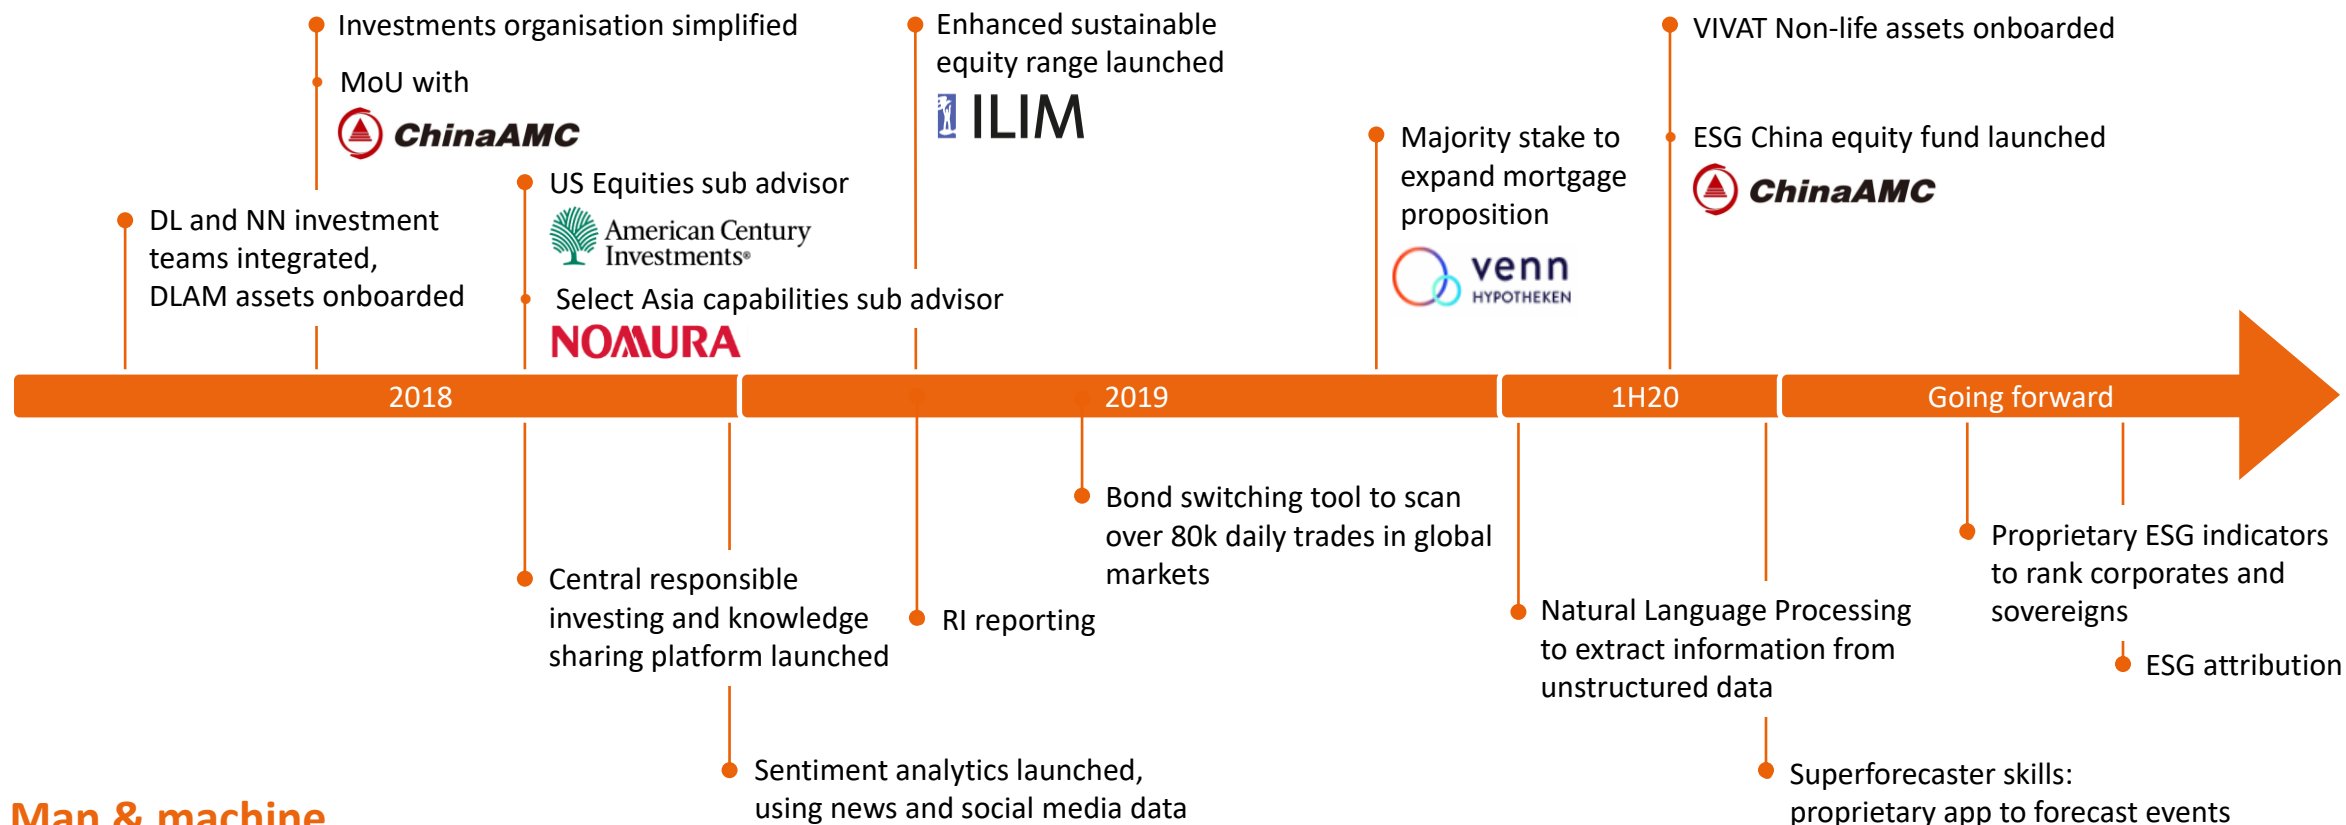 Investments organisation simplified
MoU with
ChinaAMC
DL and NN investment
teams integrated,
DLAM assets onboarded
US Equities sub advisor
American Century
Investments®
Select Asia capabilities sub advisor
NOMURA
Enhanced sustainable
equity range launched
ILIM
Majority stake to
expand mortgage
proposition
venn
HYPOTHEKEN
VIVAT Non-life assets onboarded
ESG China equity fund launched
ChinaAMC
2018
2019
1H20
Going forward
Central responsible
investing and knowledge
sharing platform launched
Sentiment analytics launched,
using news and social media data
RI reporting
Bond switching tool to scan
over 80k daily trades in global
markets
Natural Language Processing
to extract information from
unstructured data
Superforecaster skills:
proprietary app to forecast events
Proprietary ESG indicators
to rank corporates and
sovereigns
ESG attribution
Man & machine